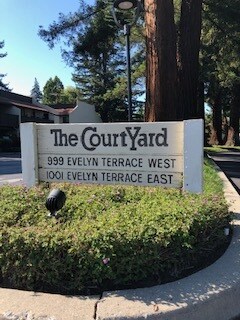 The CourtYard
999 EVELYN TERRACE WEST
1001 EVELYN TERRACE EAST